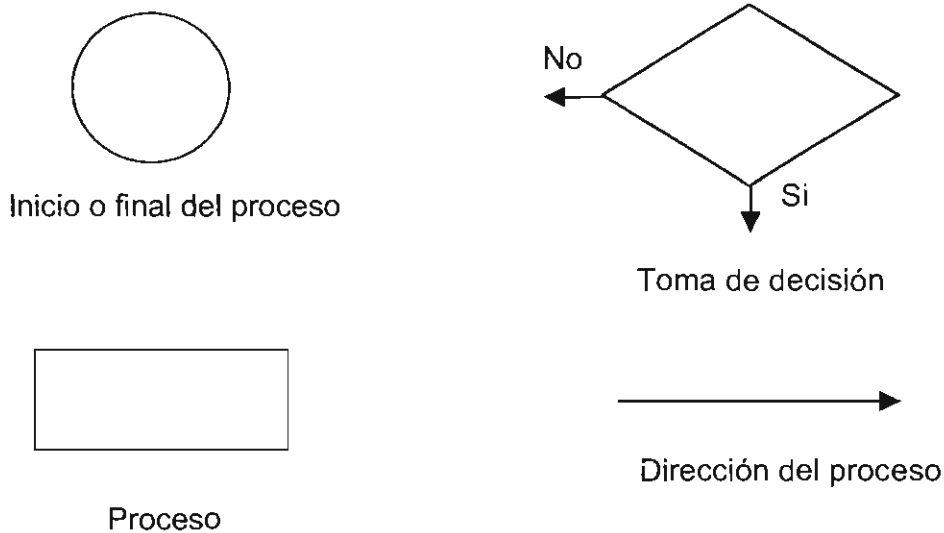 No
Inicio o final del proceso
Si
Toma de decisión
Dirección del proceso
Proceso